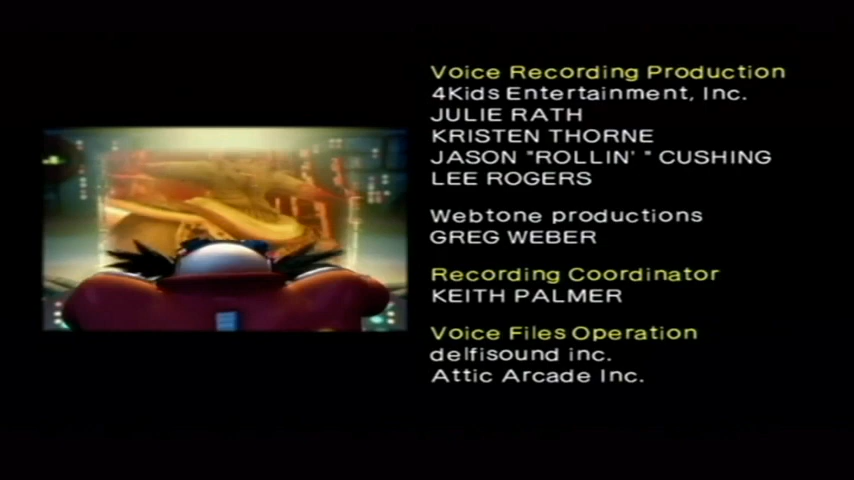 Voice Recording Production
4Kids Entertainment, Inc.
JULIE RATH
KRISTEN THORNE
JASON "ROLLIN' " CUSHING
LEE ROGERS
Webtone productions
GREG WEBER
Recording Coordinator
KEITH PALMER
Voice Files Operation
delfisound inc.
Attic Arcade Inc.